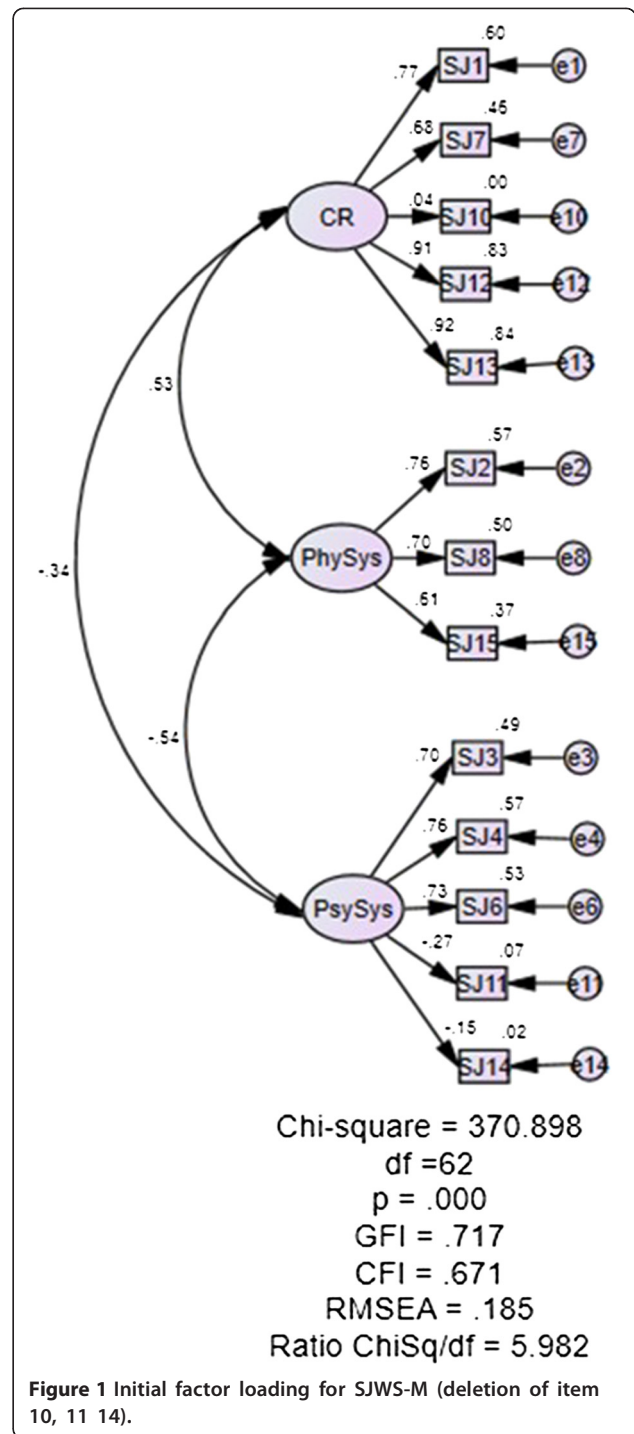 .60
.77 SJ1 e1
.46
.68 SJ7 e7
.00
CR .04 SJ10 e10
.91 .83
SJ12 e12
.92 .84
SJ13 e13
.53
.57
.76 SJ2 e2
.50
PhySys .70 SJ8 e8
.61 .37
SJ15 e15
-.34
-.54
.49
.70 SJ3 e3
.57
.76 SJ4 e4
.53
PsySys .73 SJ6 e6
-.27 .07
SJ11 e11
-.15 .02
SJ14 e14
Chi-square = 370.898
df =62
p = .000
GFI = .717
CFI = .671
RMSEA = .185
Ratio ChiSq/df = 5.982
Figure 1 Initial factor loading for SJWS-M (deletion of item
10, 11 14).